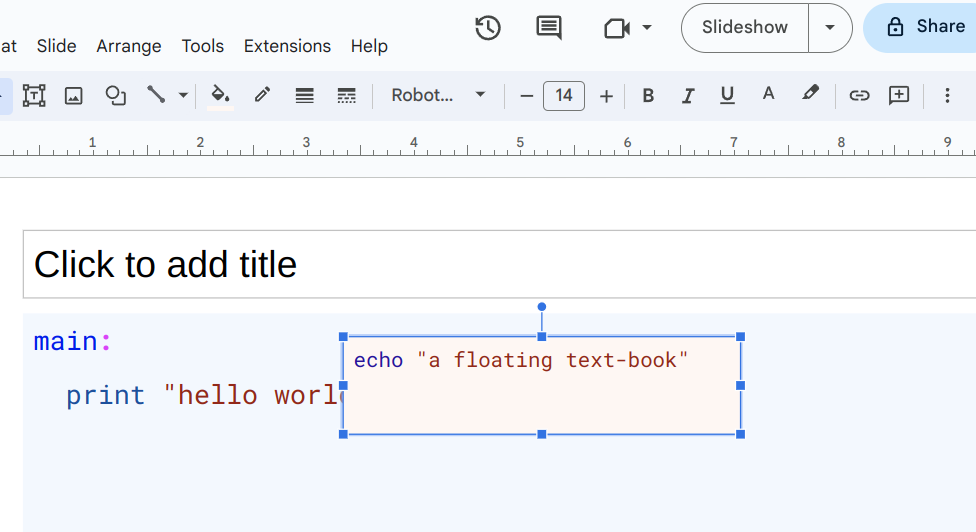 at Slide Arrange Tools Extensions Help
Slideshow
Share
Robot... 14 B I U A
1 2 3 4 5 6 7 8 9
Click to add title
main:
echo "a floating text-book"
print "hello worl